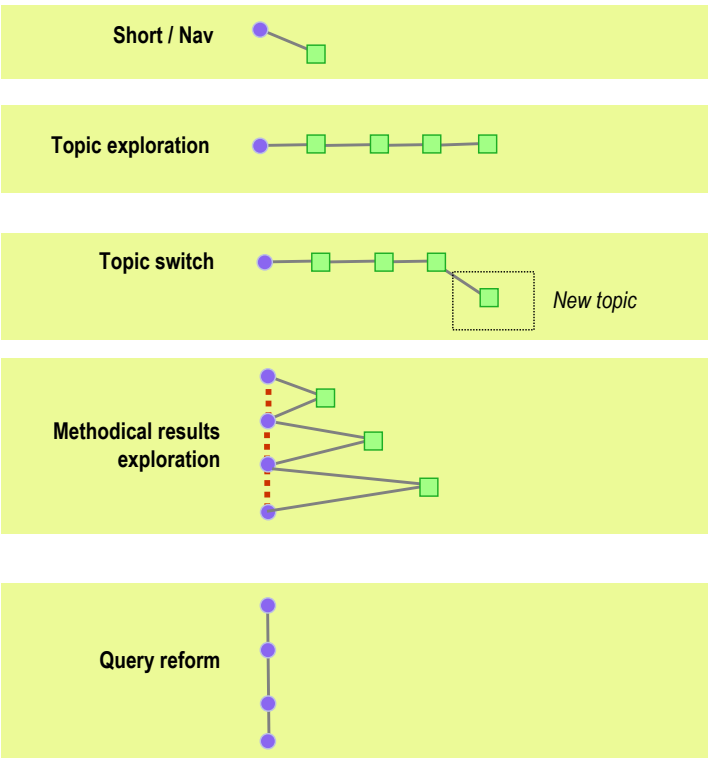 Short / Nav
Topic exploration
Topic switch
New topic
Methodical results
exploration
Query reform